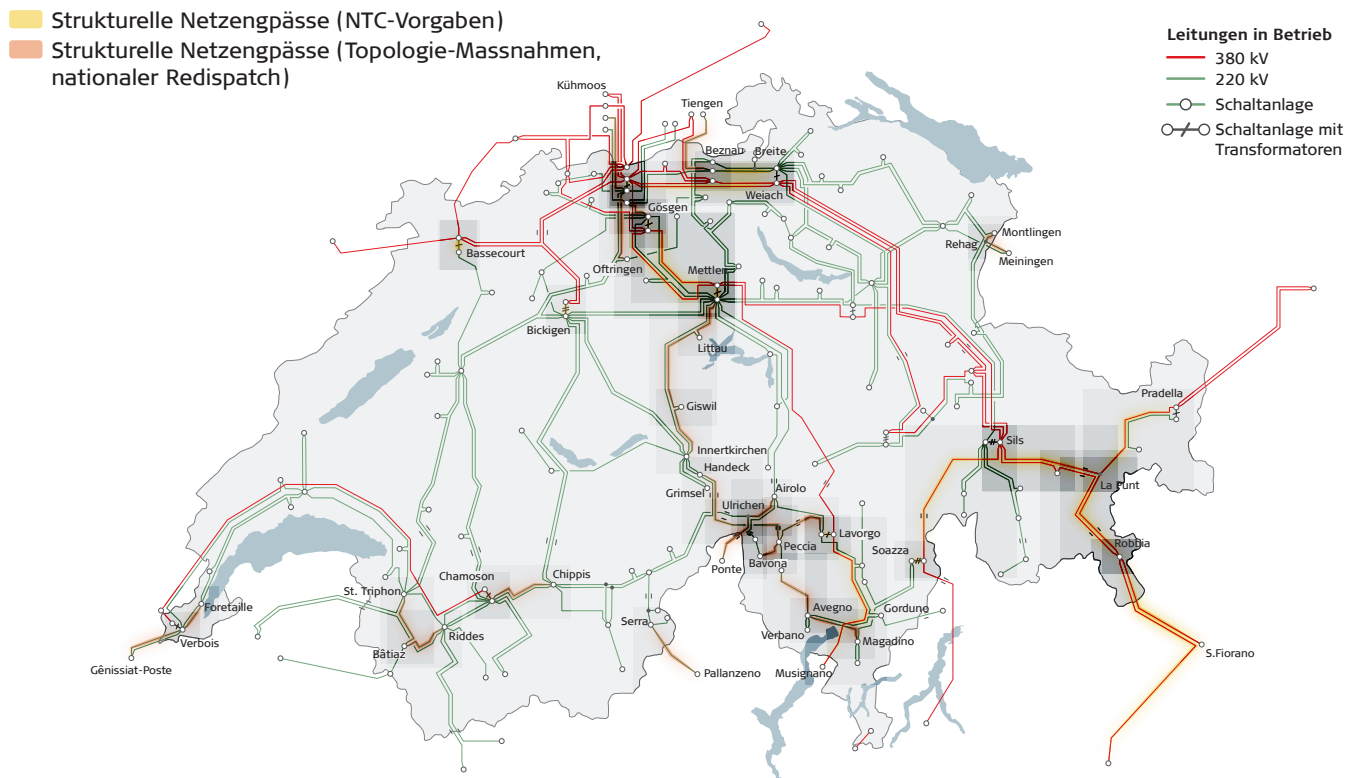 Strukturelle Netzengpässe (NTC-Vorgaben)
Strukturelle Netzengpässe (Topologie-Massnahmen,
nationaler Redispatch)
Leitungen in Betrieb
380 kV
220 kV
Schaltanlage
Schaltanlage mit
Transformatoren
Kühmoos
Tiengen
Beznau
Breite
Weiach
Gösgen
Bassecourt
Oftringen
Mettlen
Rehag
Montlingen
Meiningen
Bickigen
Littau
Pradella
Giswil
Sils
Innertkirchen
Handeck
La Punt
Grimsel
Airolo
Ulrichen
Lavorgo
Peccia
Soazza
Robbia
Ponte
Bavona
Chamoson
Chippis
St. Triphon
Foretaille
Avegno
Gorduno
Serra
Verbois
Riddes
Verbano
Magadino
Bâtiaz
S.Fiorano
Gênissiat-Poste
Pallanzeno
Musignano